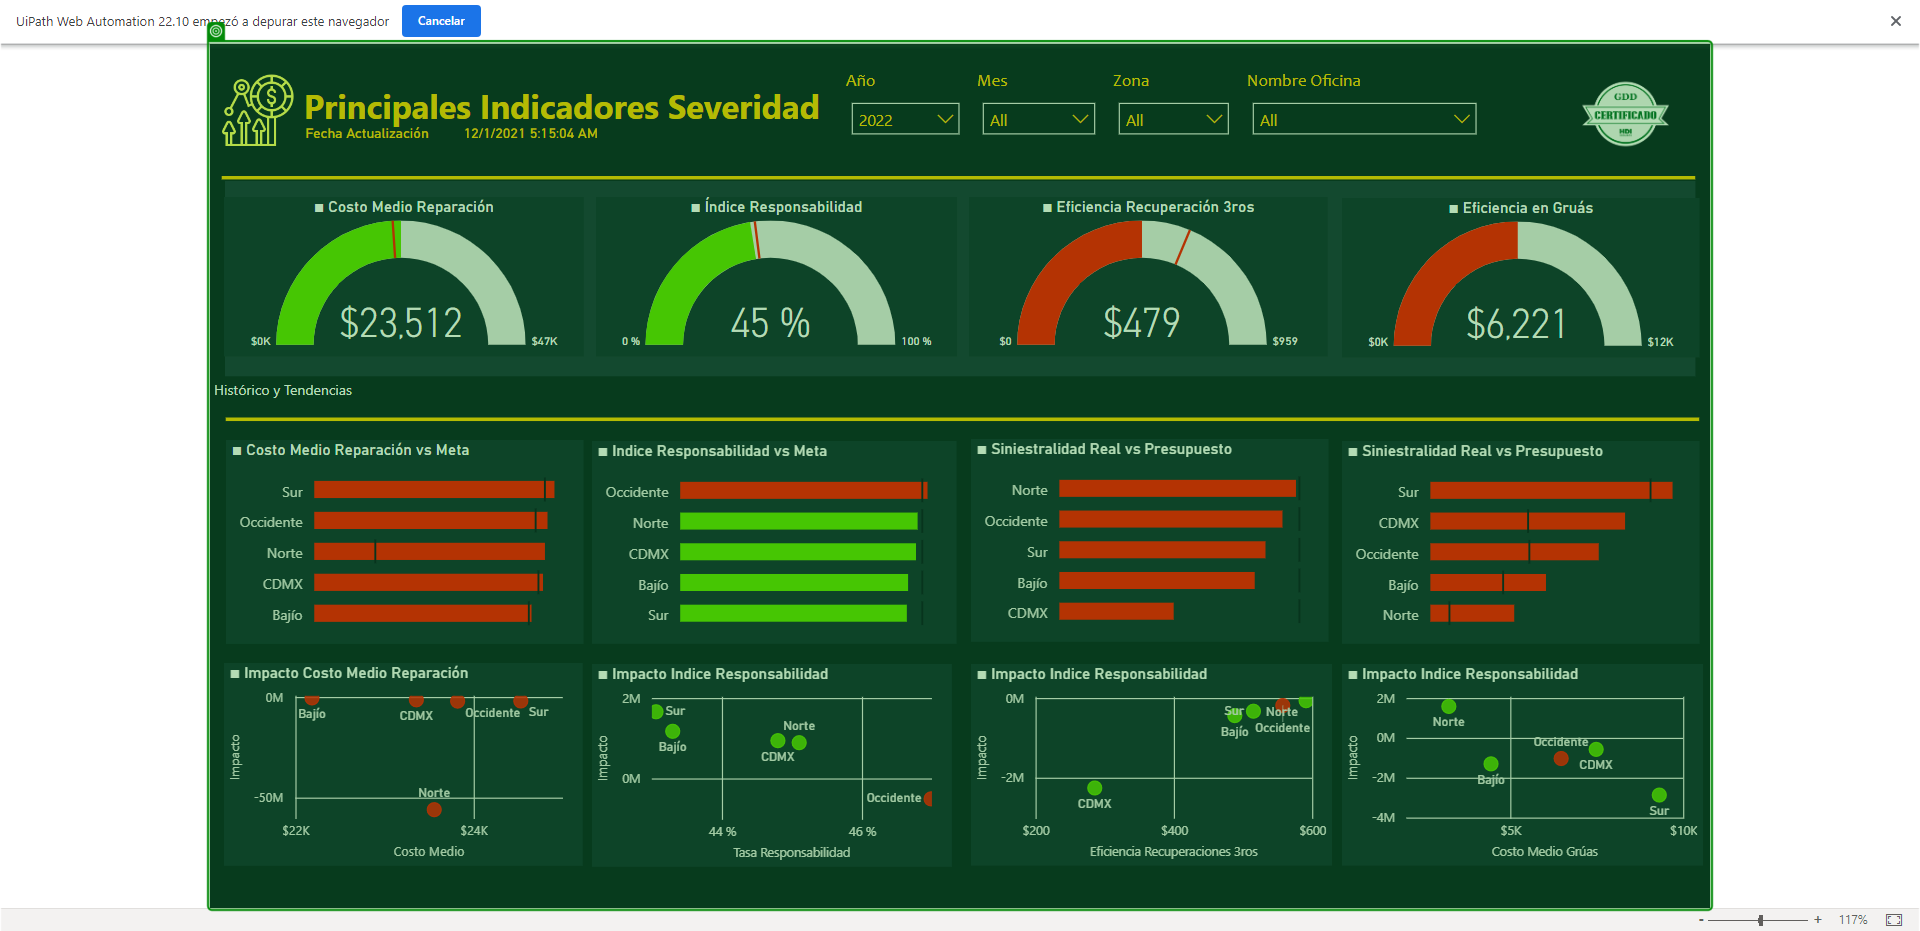 UiPath Web Automation 22.10 empezó a depurar este navegador
Cancelar
Principales Indicadores Severidad
Fecha Actualización 12/1/2021 5:15:04 AM
Año
2022
Mes
All
Zona
All
Nombre Oficina
All
GDD
CERTIFICADO
HDI
Costo Medio Reparación
$23,512
$0K
$47K
Índice Responsabilidad
45 %
0 %
100 %
Eficiencia Recuperación 3ros
$479
$0
$959
Eficiencia en Gruás
$6,221
$0K
$12K
Histórico y Tendencias
Costo Medio Reparación vs Meta
Sur
Occidente
Norte
CDMX
Bajío
Indice Responsabilidad vs Meta
Occidente
Norte
CDMX
Bajío
Sur
Siniestralidad Real vs Presupuesto
Norte
Occidente
Sur
Bajío
CDMX
Siniestralidad Real vs Presupuesto
Sur
CDMX
Occidente
Bajío
Norte
Impacto Costo Medio Reparación
0M
Bajío
CDMX
Occidente
Sur
Impacto
Norte
-50M
$22K
$24K
Costo Medio
Impacto Indice Responsabilidad
2M
Sur
Norte
Bajío
CDMX
Impacto
0M
Occidente
44 %
46 %
Tasa Responsabilidad
Impacto Indice Responsabilidad
0M
Sur
Norte
Bajío
Occidente
Impacto
-2M
CDMX
$200
$400
$600
Eficiencia Recuperaciones 3ros
Impacto Indice Responsabilidad
2M
Norte
0M
Occidente
CDMX
Impacto
-2M
Bajío
Sur
-4M
$5K
$10K
Costo Medio Grúas
- + 117%